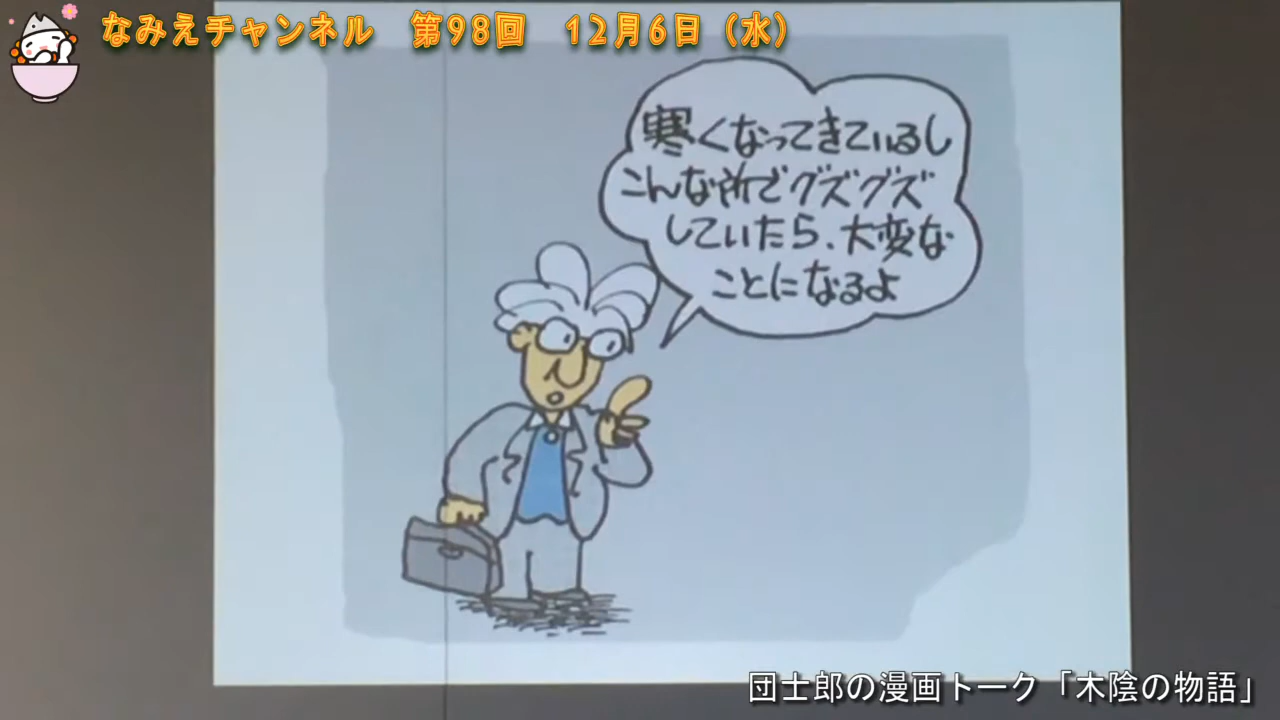 なみえチャンネル　第98回　12月6日（水）
寒くなってきているし
こんな所でグズグズ
していたら、大変な
ことになるよ
団士郎の漫画トーク「木陰の物語」